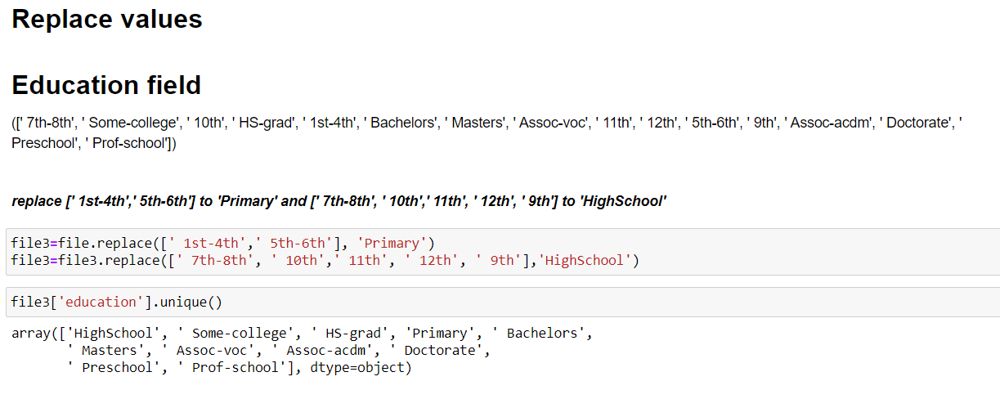 Replace values
Education field
([' 7th-8th', ' Some-college', ' 10th', ' HS-grad', ' 1st-4th', ' Bachelors', ' Masters', ' Assoc-voc', ' 11th', ' 12th', ' 5th-6th', ' 9th', ' Assoc-acdm', ' Doctorate', '
Preschool', ' Prof-school'])
replace [' 1st-4th',' 5th-6th'] to 'Primary' and [' 7th-8th', ' 10th',' 11th', ' 12th', ' 9th'] to 'HighSchool'
file3=file.replace([' 1st-4th',' 5th-6th'], 'Primary')
file3=file3.replace([' 7th-8th', ' 10th',' 11th', ' 12th', ' 9th'],'HighSchool')
file3['education'].unique()
array(['HighSchool', ' Some-college', ' HS-grad', 'Primary', ' Bachelors',
' Masters', ' Assoc-voc', ' Assoc-acdm', ' Doctorate',
' Preschool', ' Prof-school'], dtype=object)